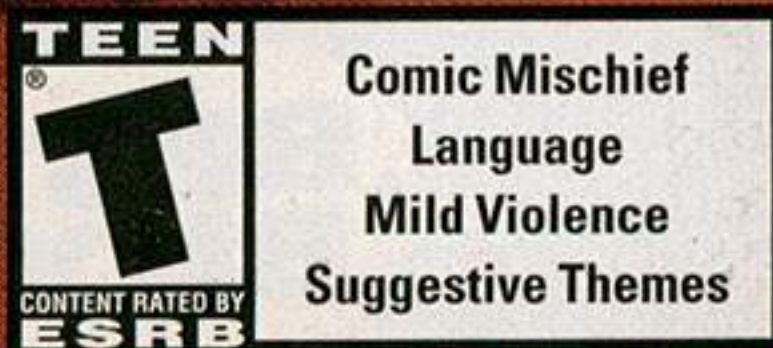 TEEN
®
T
CONTENT RATED BY
ESRB
Comic Mischief
Language
Mild Violence
Suggestive Themes